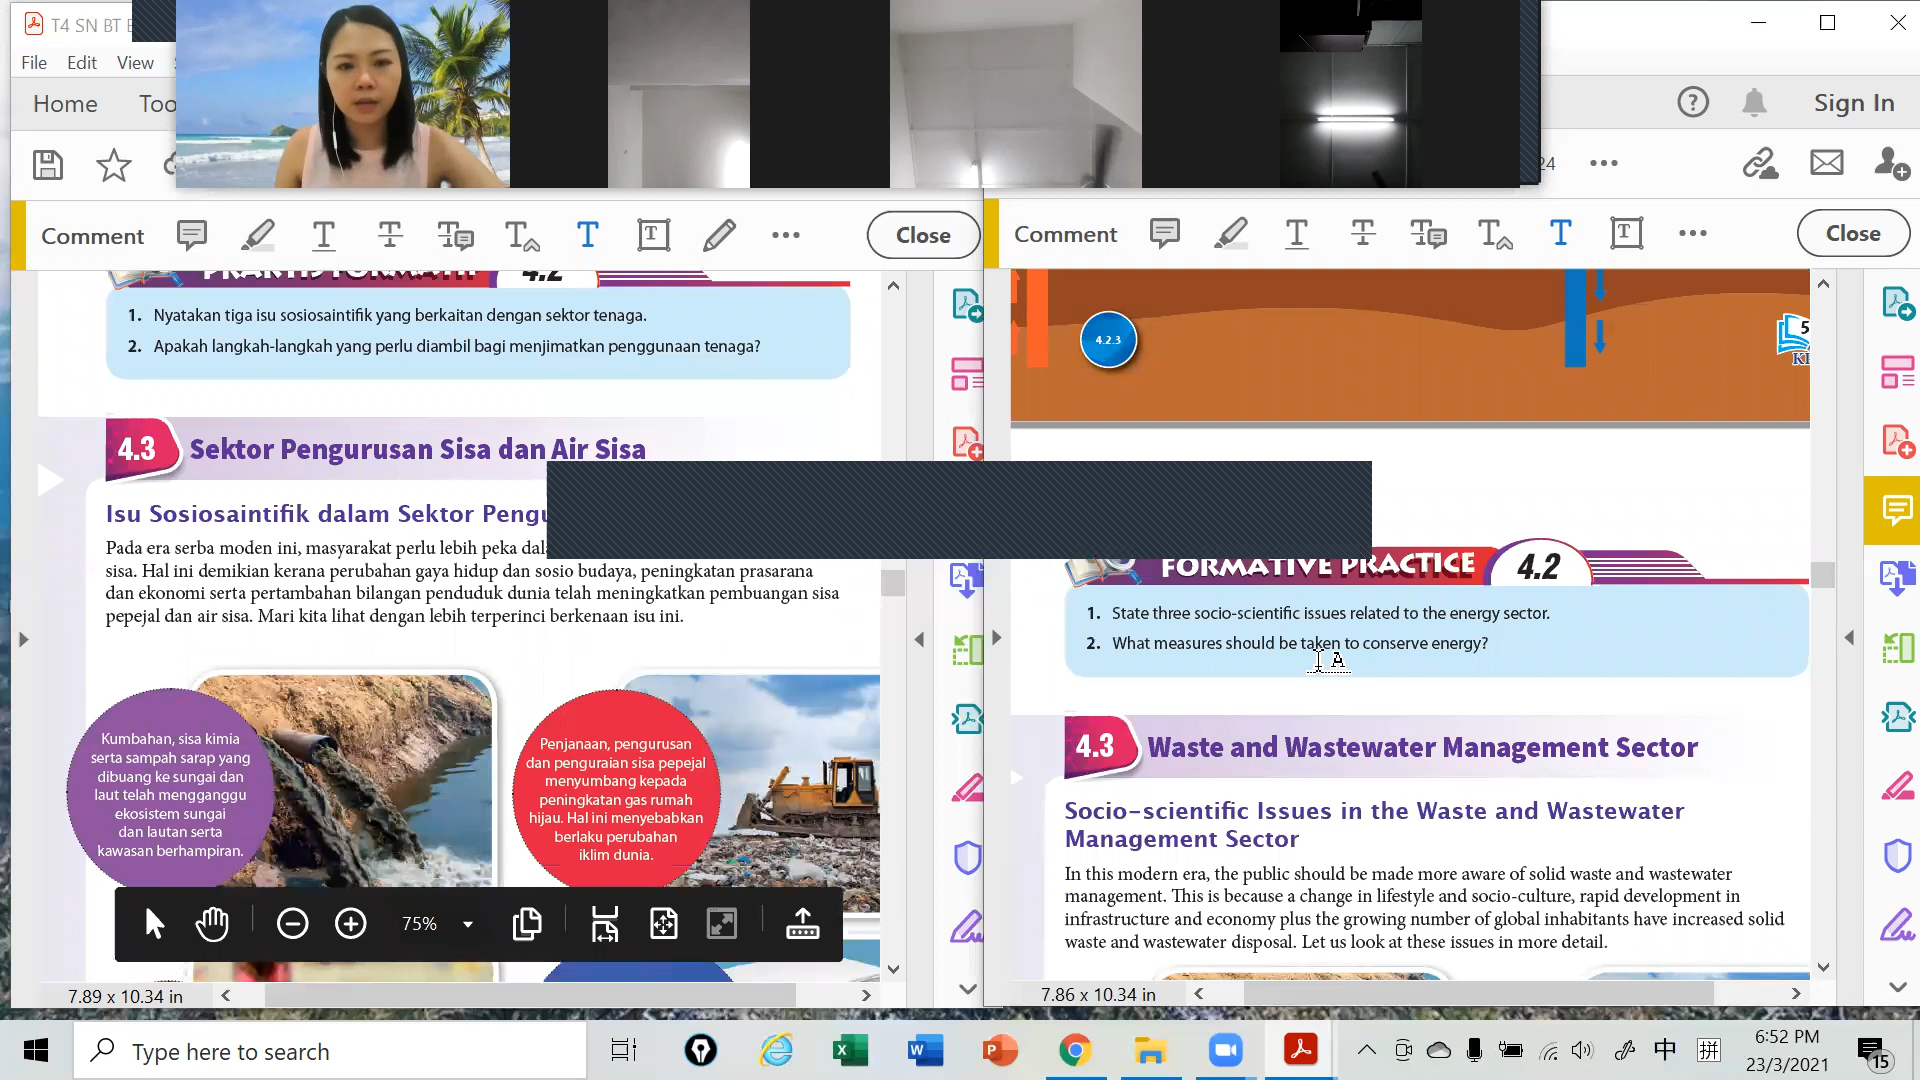 T4 SN BT
File Edit View
Home Too
Sign In
24
Comment
Close
PRAKTIS FORMATIF 4.2
1. Nyatakan tiga isu sosiosaintifik yang berkaitan dengan sektor tenaga.
2. Apakah langkah-langkah yang perlu diambil bagi menjimatkan penggunaan tenaga?
4.3 Sektor Pengurusan Sisa dan Air Sisa
Isu Sosiosaintifik dalam Sektor Pengu
Pada era serba moden ini, masyarakat perlu lebih peka dala
sisa. Hal ini demikian kerana perubahan gaya hidup dan sosio budaya, peningkatan prasarana
dan ekonomi serta pertambahan bilangan penduduk dunia telah meningkatkan pembuangan sisa
pepejal dan air sisa. Mari kita lihat dengan lebih terperinci berkenaan isu ini.
Kumbahan, sisa kimia
serta sampah sarap yang
dibuang ke sungai dan
laut telah mengganggu
ekosistem sungai
dan lautan serta
kawasan berhampiran.
Penjanaan, pengurusan
dan penguraian sisa pepejal
menyumbang kepada
peningkatan gas rumah
hijau. Hal ini menyebabkan
berlaku perubahan
iklim dunia.
75%
7.89 x 10.34 in
Comment
Close
4.2.3
5
FORMATIVE PRACTICE 4.2
1. State three socio-scientific issues related to the energy sector.
2. What measures should be taken to conserve energy?
4.3 Waste and Wastewater Management Sector
Socio-scientific Issues in the Waste and Wastewater
Management Sector
In this modern era, the public should be made more aware of solid waste and wastewater
management. This is because a change in lifestyle and socio-culture, rapid development in
infrastructure and economy plus the growing number of global inhabitants have increased solid
waste and wastewater disposal. Let us look at these issues in more detail.
7.86 x 10.34 in
Type here to search
中
拼
6:52 PM
23/3/2021
15